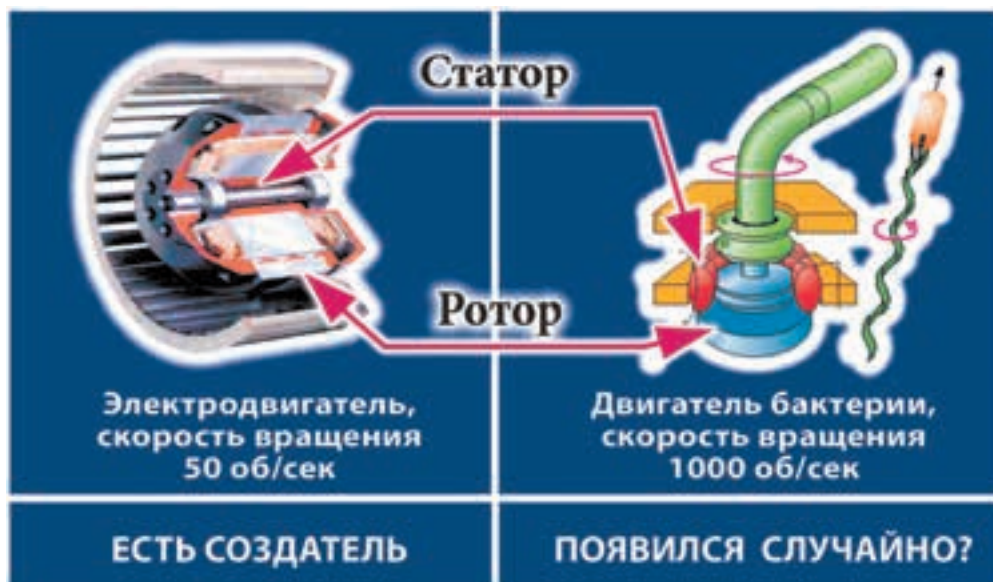 Статор
Ротор
Электродвигатель,
скорость вращения
50 об/сек
Двигатель бактерии,
скорость вращения
1000 об/сек
ЕСТЬ СОЗДАТЕЛЬ
ПОЯВИЛСЯ СЛУЧАЙНО?